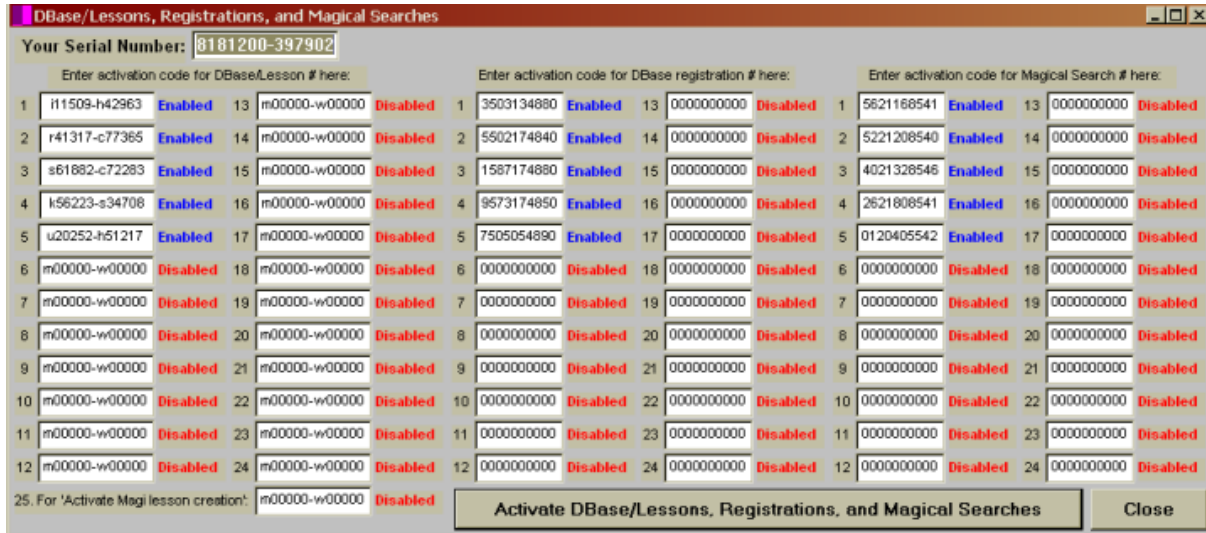 DBase/Lessons, Registrations, and Magical Searches
Your Serial Number: 8181200-397902
Enter activation code for DBase/Lesson # here: Enter activation code for DBase registration # here: Enter activation code for Magical Search # here:
1 i11509-h42963 Enabled 13 m00000-w00000 Disabled 1 3503134880 Enabled 13 0000000000 Disabled 1 5621168541 Enabled 13 0000000000 Disabled
2 r41317-c77365 Enabled 14 m00000-w00000 Disabled 2 5502174840 Enabled 14 0000000000 Disabled 2 5221208540 Enabled 14 0000000000 Disabled
3 s61882-c72283 Enabled 15 m00000-w00000 Disabled 3 1587174880 Enabled 15 0000000000 Disabled 3 4021328546 Enabled 15 0000000000 Disabled
4 k56223-s34708 Enabled 16 m00000-w00000 Disabled 4 9573174850 Enabled 16 0000000000 Disabled 4 2621808541 Enabled 16 0000000000 Disabled
5 u20252-h51217 Enabled 17 m00000-w00000 Disabled 5 7505054890 Enabled 17 0000000000 Disabled 5 0120405542 Enabled 17 0000000000 Disabled
6 m00000-w00000 Disabled 18 m00000-w00000 Disabled 6 0000000000 Disabled 18 0000000000 Disabled 6 0000000000 Disabled 18 0000000000 Disabled
7 m00000-w00000 Disabled 19 m00000-w00000 Disabled 7 0000000000 Disabled 19 0000000000 Disabled 7 0000000000 Disabled 19 0000000000 Disabled
8 m00000-w00000 Disabled 20 m00000-w00000 Disabled 8 0000000000 Disabled 20 0000000000 Disabled 8 0000000000 Disabled 20 0000000000 Disabled
9 m00000-w00000 Disabled 21 m00000-w00000 Disabled 9 0000000000 Disabled 21 0000000000 Disabled 9 0000000000 Disabled 21 0000000000 Disabled
10 m00000-w00000 Disabled 22 m00000-w00000 Disabled 10 0000000000 Disabled 22 0000000000 Disabled 10 0000000000 Disabled 22 0000000000 Disabled
11 m00000-w00000 Disabled 23 m00000-w00000 Disabled 11 0000000000 Disabled 23 0000000000 Disabled 11 0000000000 Disabled 23 0000000000 Disabled
12 m00000-w00000 Disabled 24 m00000-w00000 Disabled 12 0000000000 Disabled 24 0000000000 Disabled 12 0000000000 Disabled 24 0000000000 Disabled
25. For 'Activate Magi lesson creation': m00000-w00000 Disabled Activate DBase/Lessons, Registrations, and Magical Searches Close